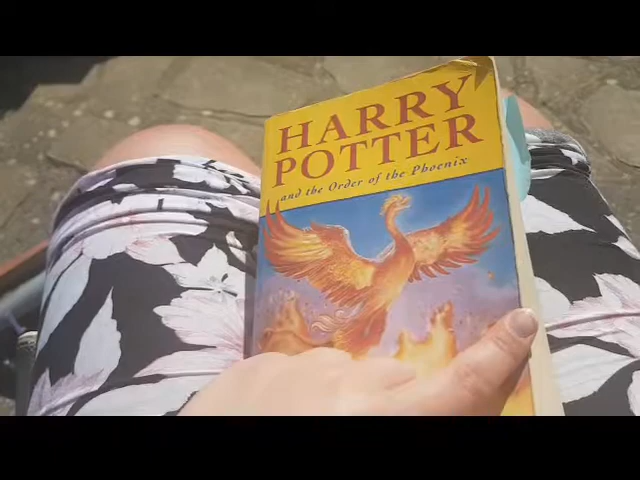 HARRY
POTTER
and the Order of the Phoenix